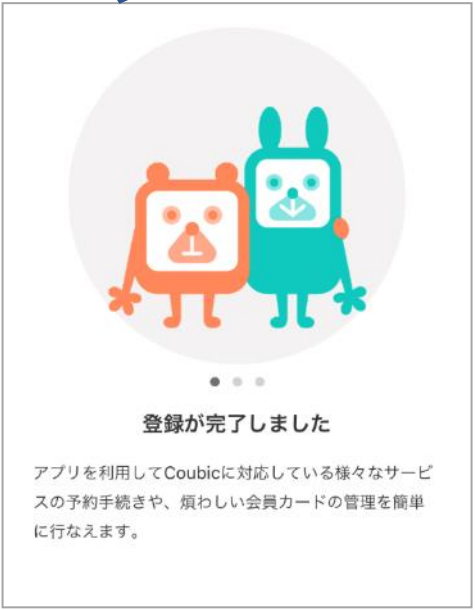 登録が完了しました
アプリを利用してCoubicに対応している様々なサービ
スの予約手続きや、煩わしい会員カードの管理を簡単
に行なえます。